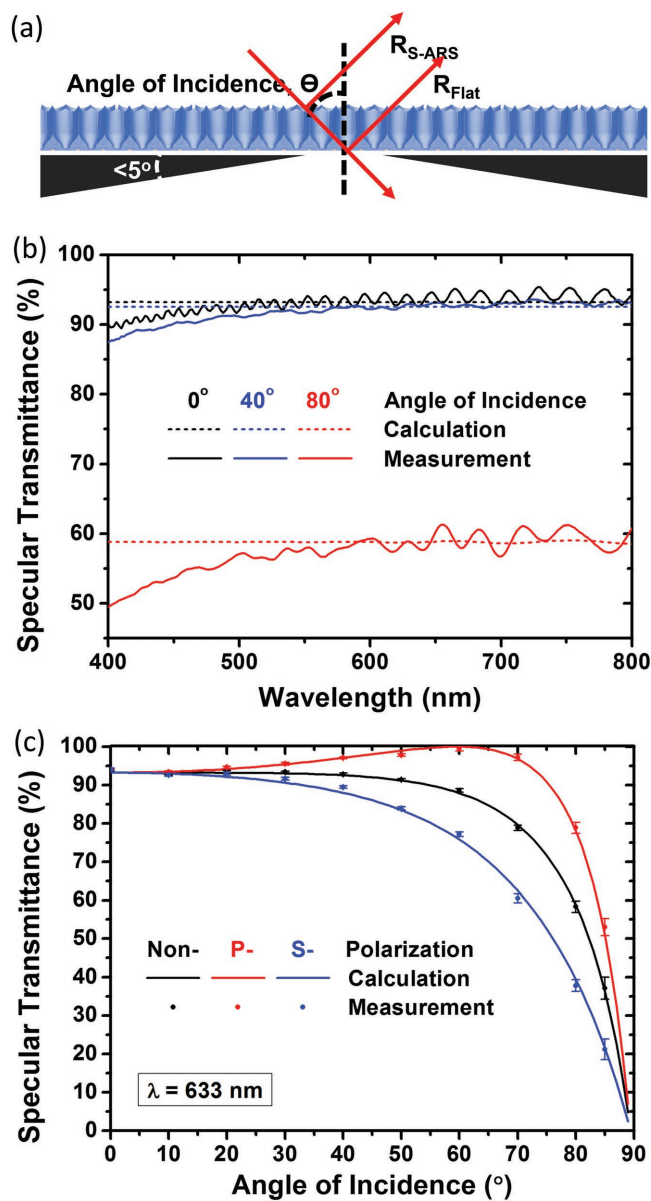 (a)
R_S-ARS
Angle of Incidence, Θ
R_Flat
<5°
(b)
100
90
80
70
60
50
Specular Transmittance (%)
0° 40° 80° Angle of Incidence
Calculation
Measurement
400 500 600 700 800
Wavelength (nm)
(c)
100
90
80
70
60
50
40
30
20
10
0
Specular Transmittance (%)
Non- P- S- Polarization
Calculation
Measurement
λ = 633 nm
0 10 20 30 40 50 60 70 80 90
Angle of Incidence (°)